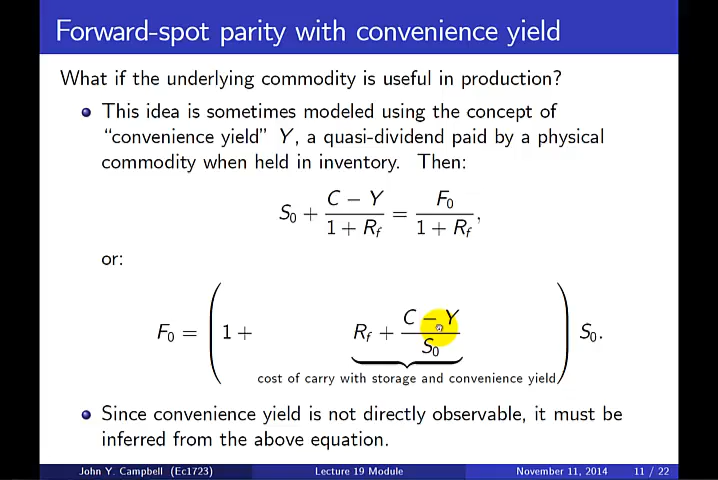 Forward-spot parity with convenience yield
What if the underlying commodity is useful in production?
This idea is sometimes modeled using the concept of
“convenience yield” Y, a quasi-dividend paid by a physical
commodity when held in inventory. Then:
S₀ + (C − Y)/(1 + R_f) = F₀/(1 + R_f),
or:
F₀ = (1 + R_f + (C − Y)/S₀) S₀.
cost of carry with storage and convenience yield
Since convenience yield is not directly observable, it must be
inferred from the above equation.
John Y. Campbell (Ec1723) Lecture 19 Module November 11, 2014 11 / 22